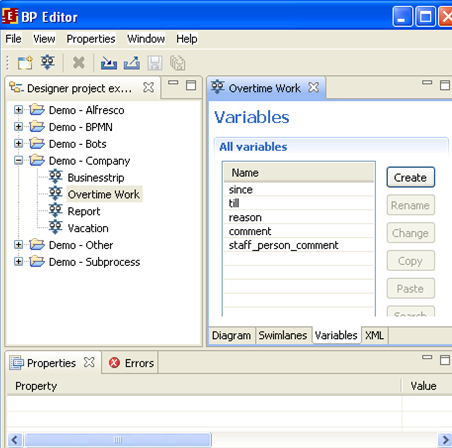 BP Editor
File View Properties Window Help
Designer project ex...
Demo - Alfresco
Demo - BPMN
Demo - Bots
Demo - Company
Businesstrip
Overtime Work
Report
Vacation
Demo - Other
Demo - Subprocess
Overtime Work
Variables
All variables
Name
since
till
reason
comment
staff_person_comment
Create
Rename
Change
Copy
Paste
Search
Diagram Swimlanes Variables XML
Properties Errors
Property Value